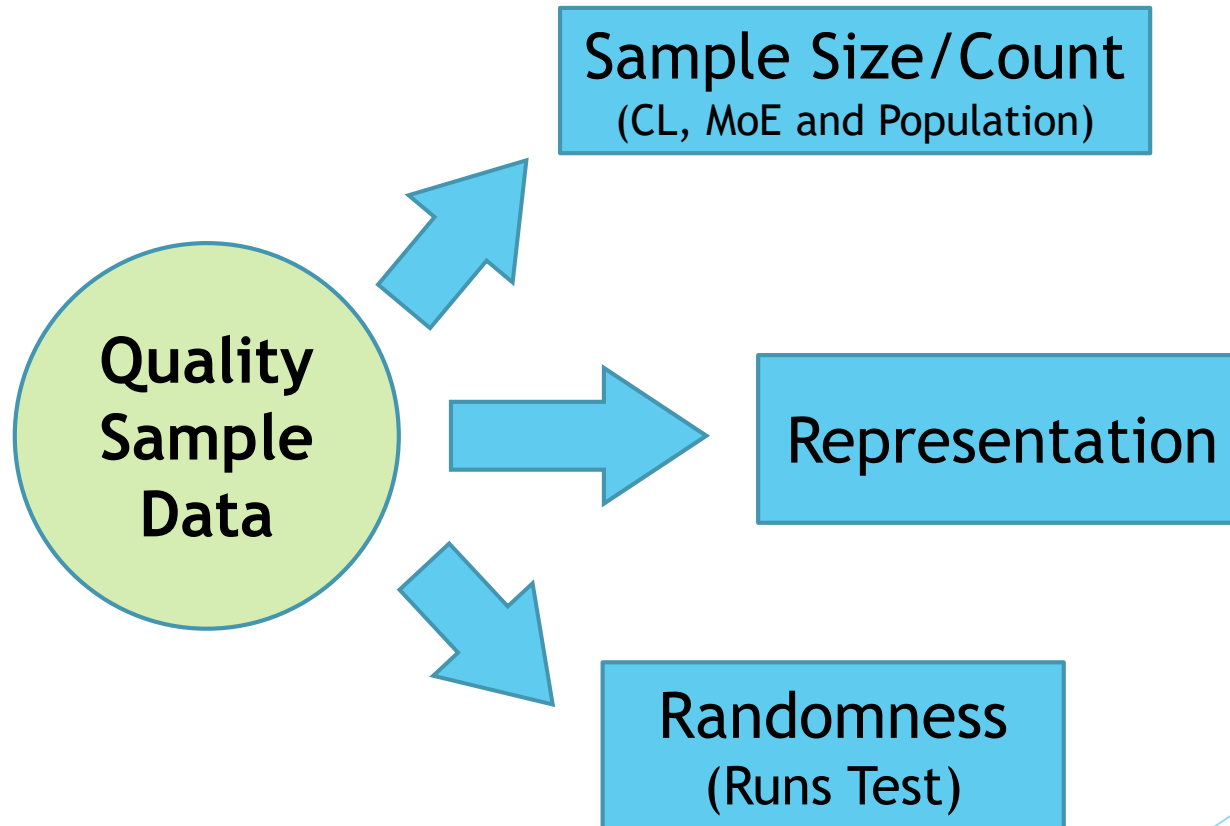 Sample Size/Count
(CL, MoE and Population)
Quality
Sample
Data
Representation
Randomness
(Runs Test)